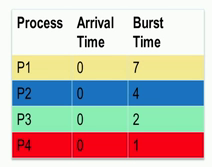 Process Arrival Time Burst Time
P1 0 7
P2 0 4
P3 0 2
P4 0 1